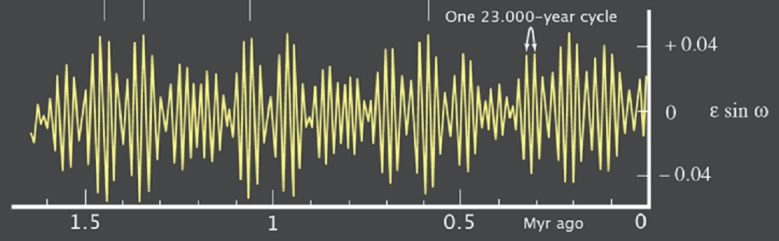 One 23.000-year cycle
+ 0.04
0
ε sin ω
- 0.04
1.5
1
0.5
Myr ago
0